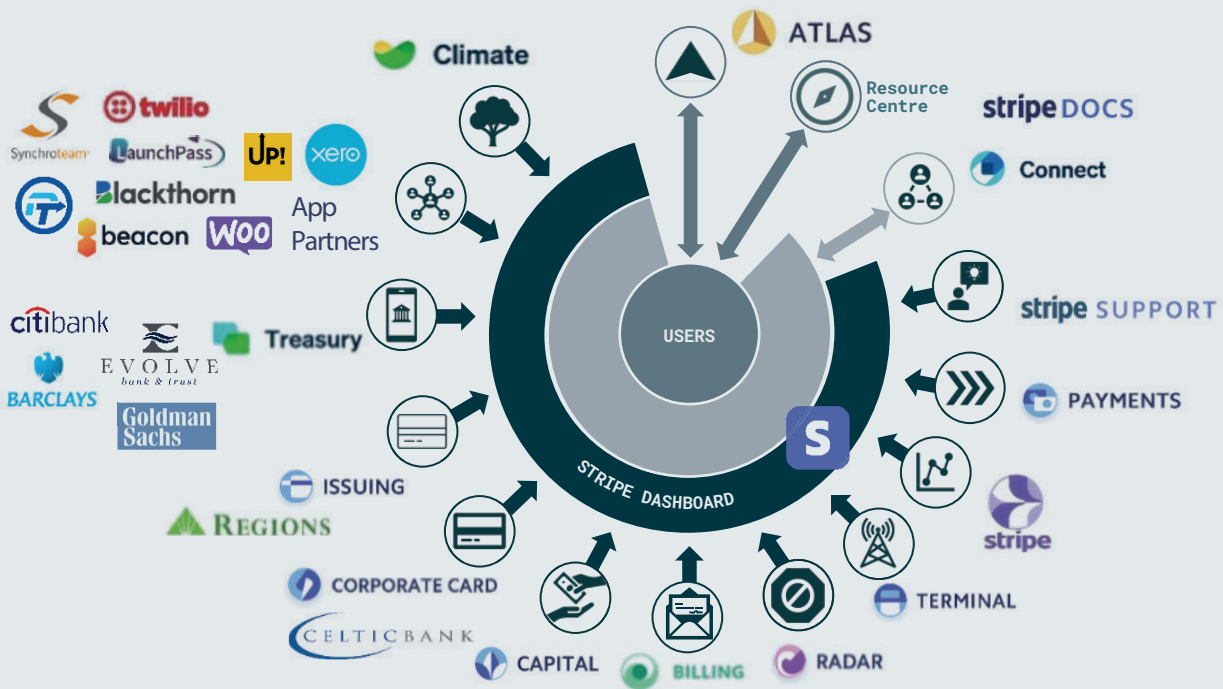 ATLAS
Climate
Resource
Centre
stripe DOCS
Synchroteam
twilio
LaunchPass
UP!
xero
Connect
Blackthorn
App
Partners
beacon
WOO
stripe SUPPORT
citibank
EVOLVE
bank & trust
Treasury
USERS
BARCLAYS
PAYMENTS
Goldman
Sachs
S
STRIPE DASHBOARD
ISSUING
REGIONS
stripe
CORPORATE CARD
CELTICBANK
TERMINAL
CAPITAL
BILLING
RADAR